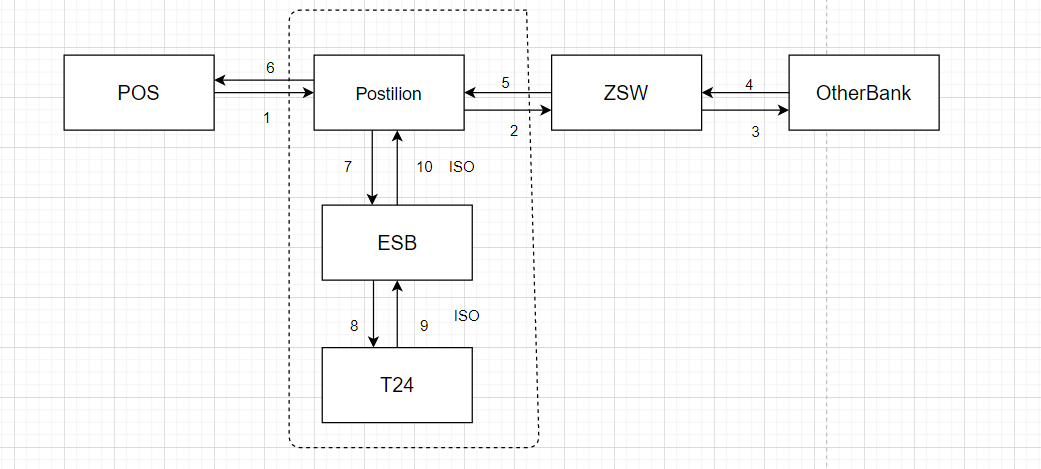 POS
6
1
Postilion
5
2
ZSW
4
3
OtherBank
7
10 ISO
ESB
8
9
ISO
T24